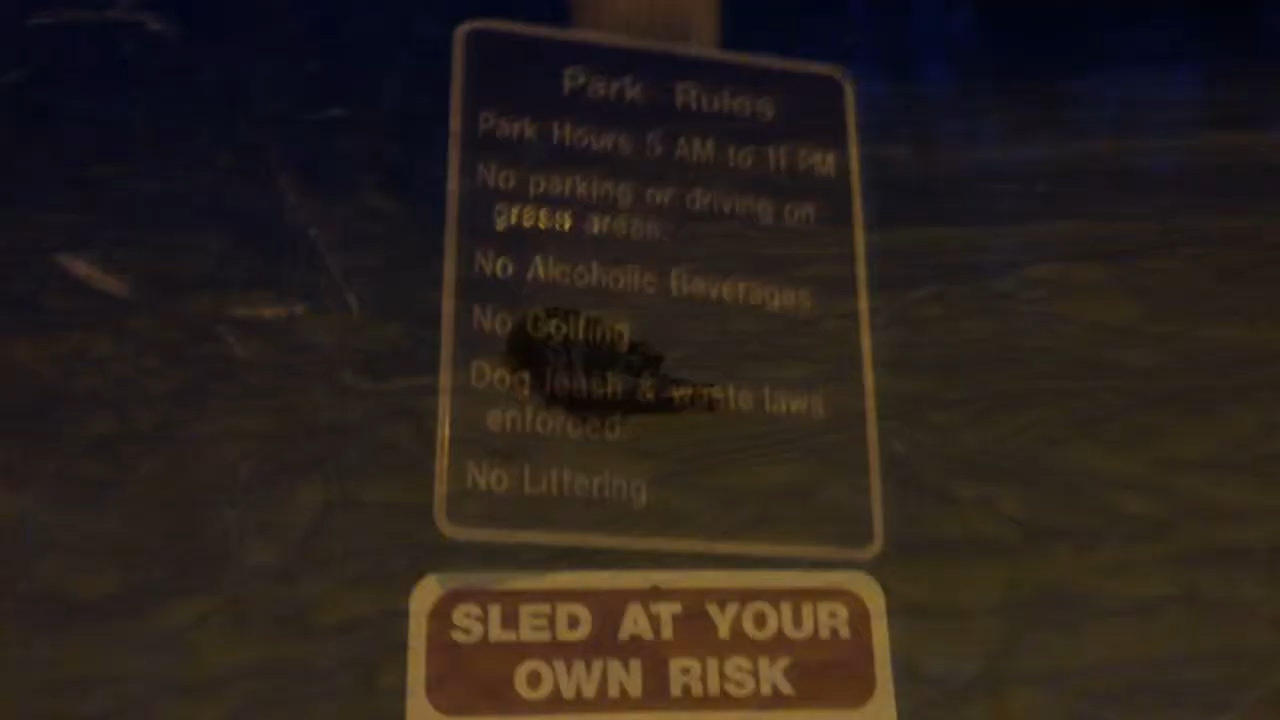 Park Rules
Park Hours 5 AM to 11 PM
No parking or driving on
grass areas.
No Alcoholic Beverages
No Golfing
Dog leash & waste laws
enforced.
No Littering
SLED AT YOUR
OWN RISK